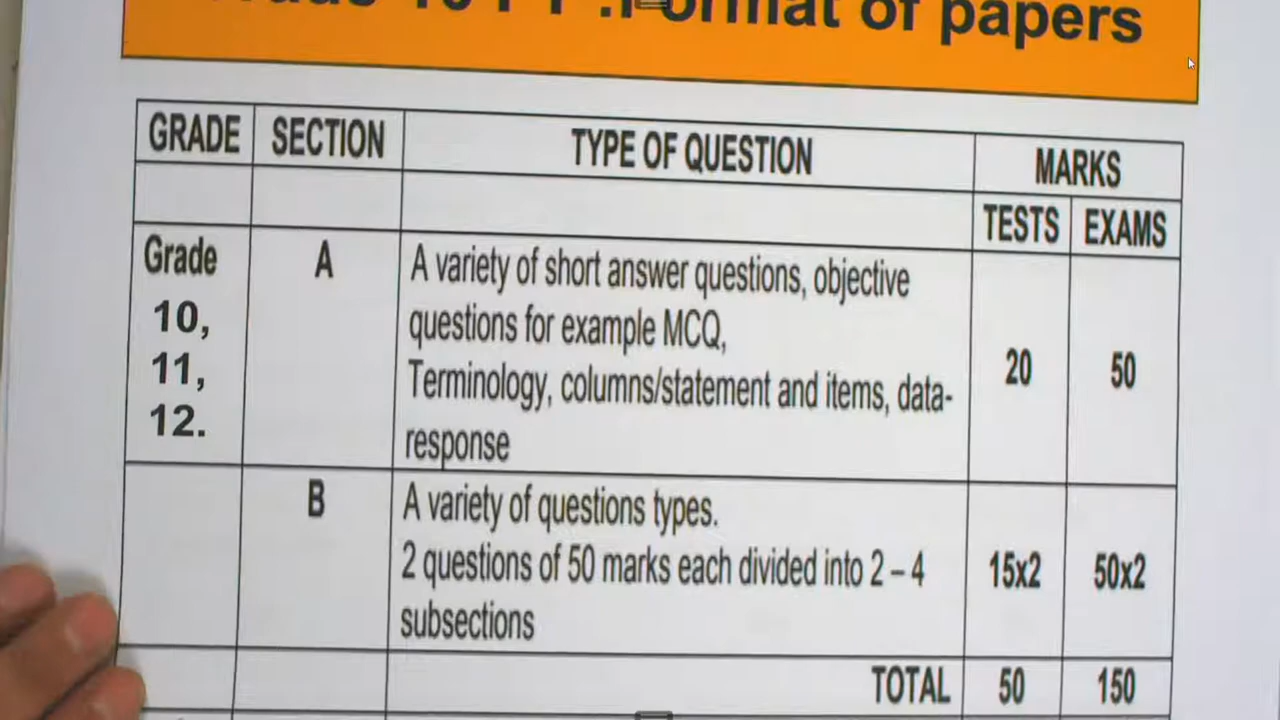 of papers
GRADE SECTION TYPE OF QUESTION MARKS
TESTS EXAMS
Grade 10, 11, 12.
A
A variety of short answer questions, objective
questions for example MCQ,
Terminology, columns/statement and items, data-
response
20 50
B
A variety of questions types.
2 questions of 50 marks each divided into 2 – 4
subsections
15x2 50x2
TOTAL 50 150